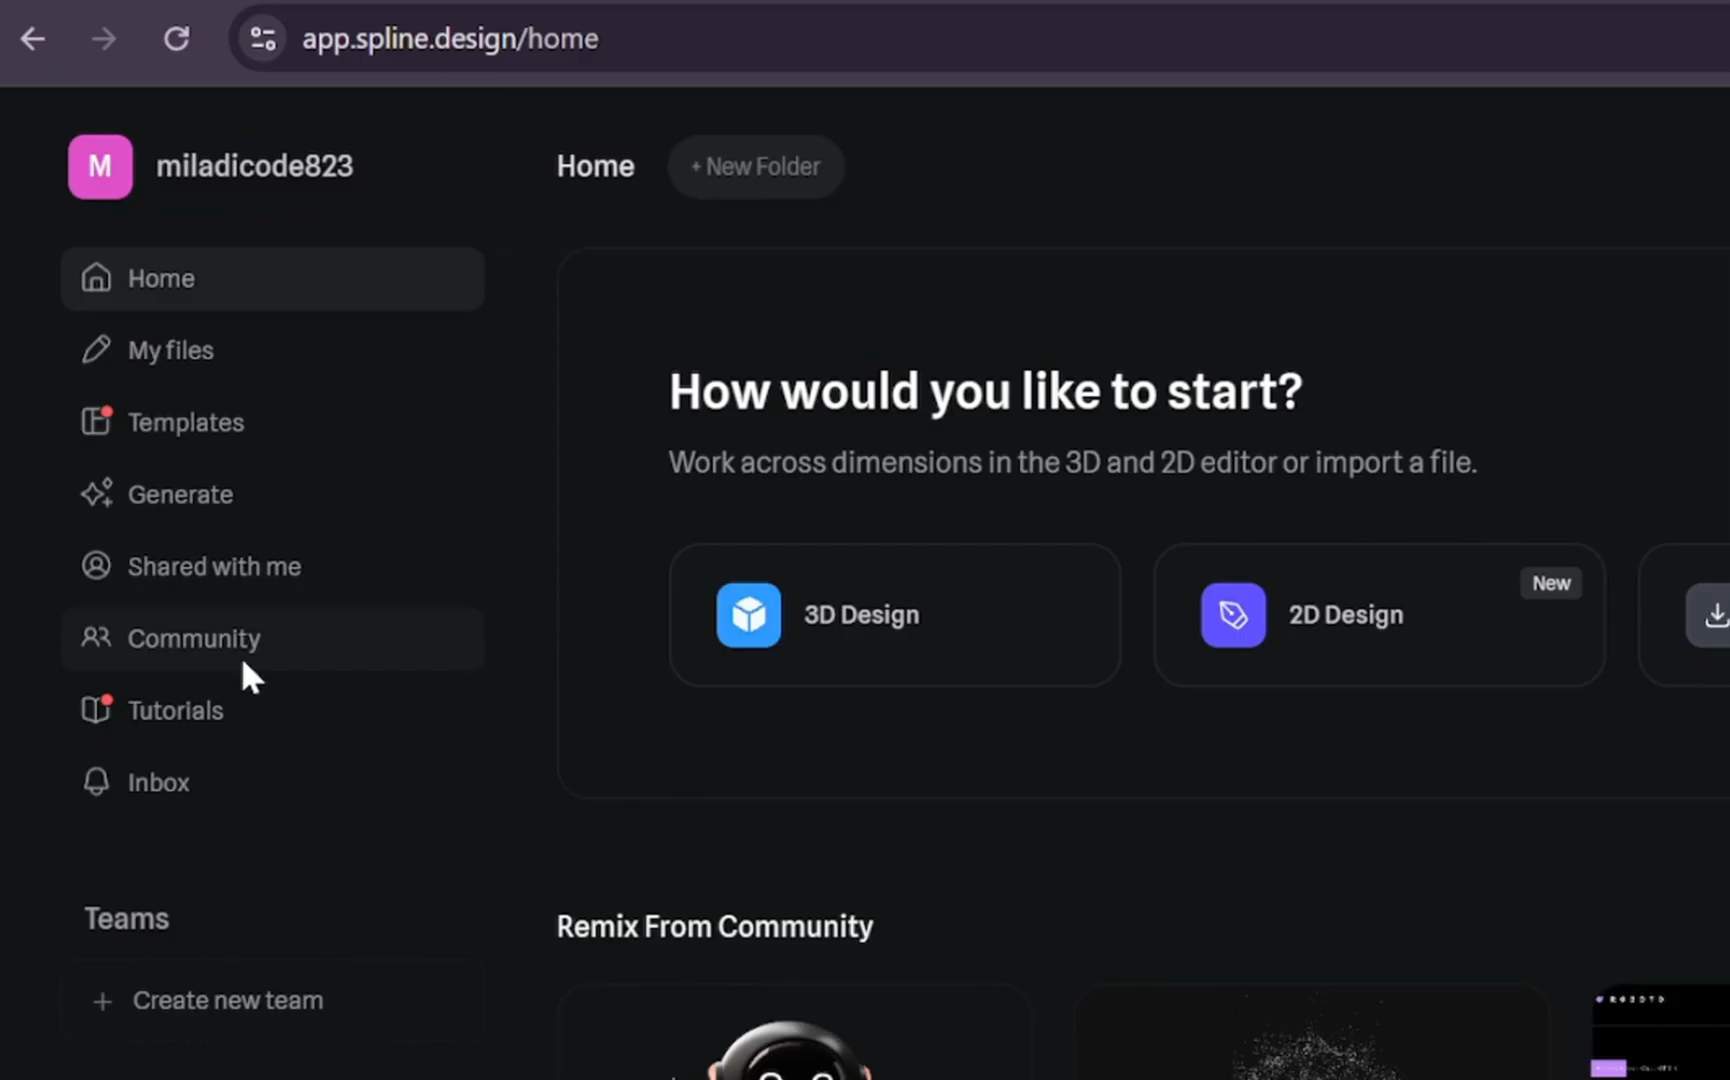 app.spline.design/home
M
miladicode823
Home
+ New Folder
Home
My files
Templates
Generate
Shared with me
Community
Tutorials
Inbox
Teams
+ Create new team
How would you like to start?
Work across dimensions in the 3D and 2D editor or import a file.
3D Design
2D Design
New
Remix From Community